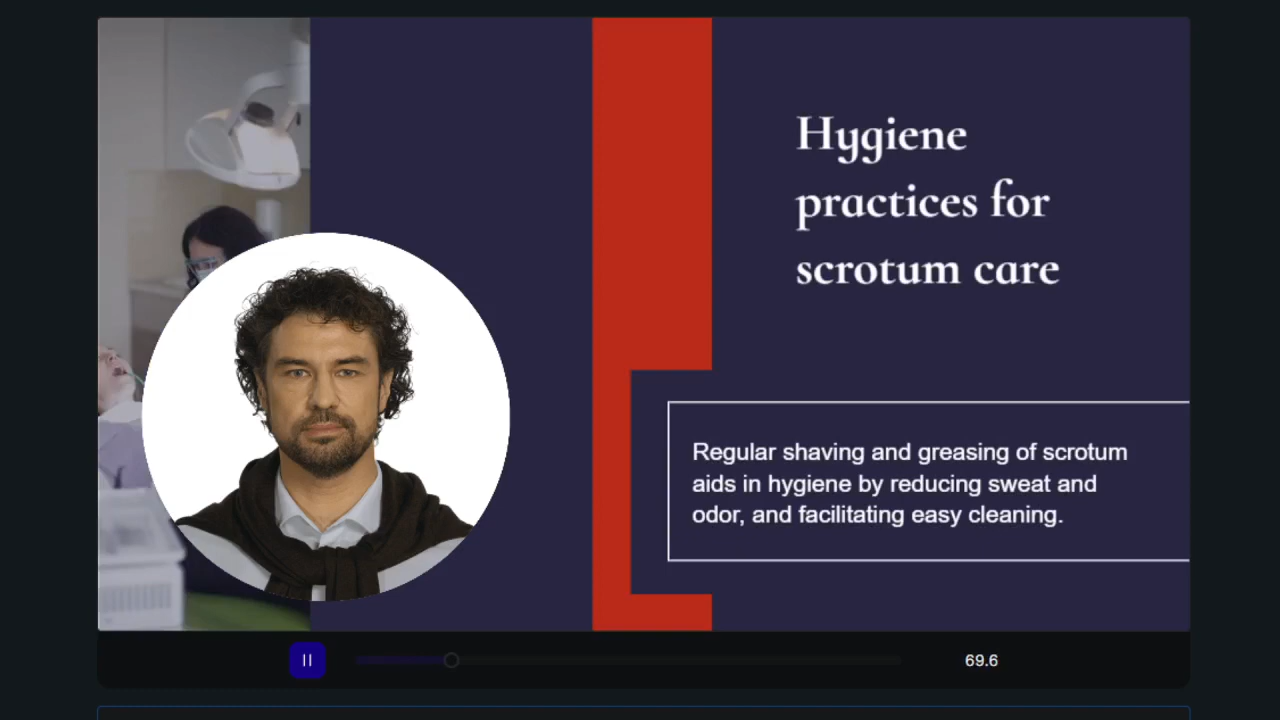 Hygiene
practices for
scrotum care
Regular shaving and greasing of scrotum
aids in hygiene by reducing sweat and
odor, and facilitating easy cleaning.
69.6